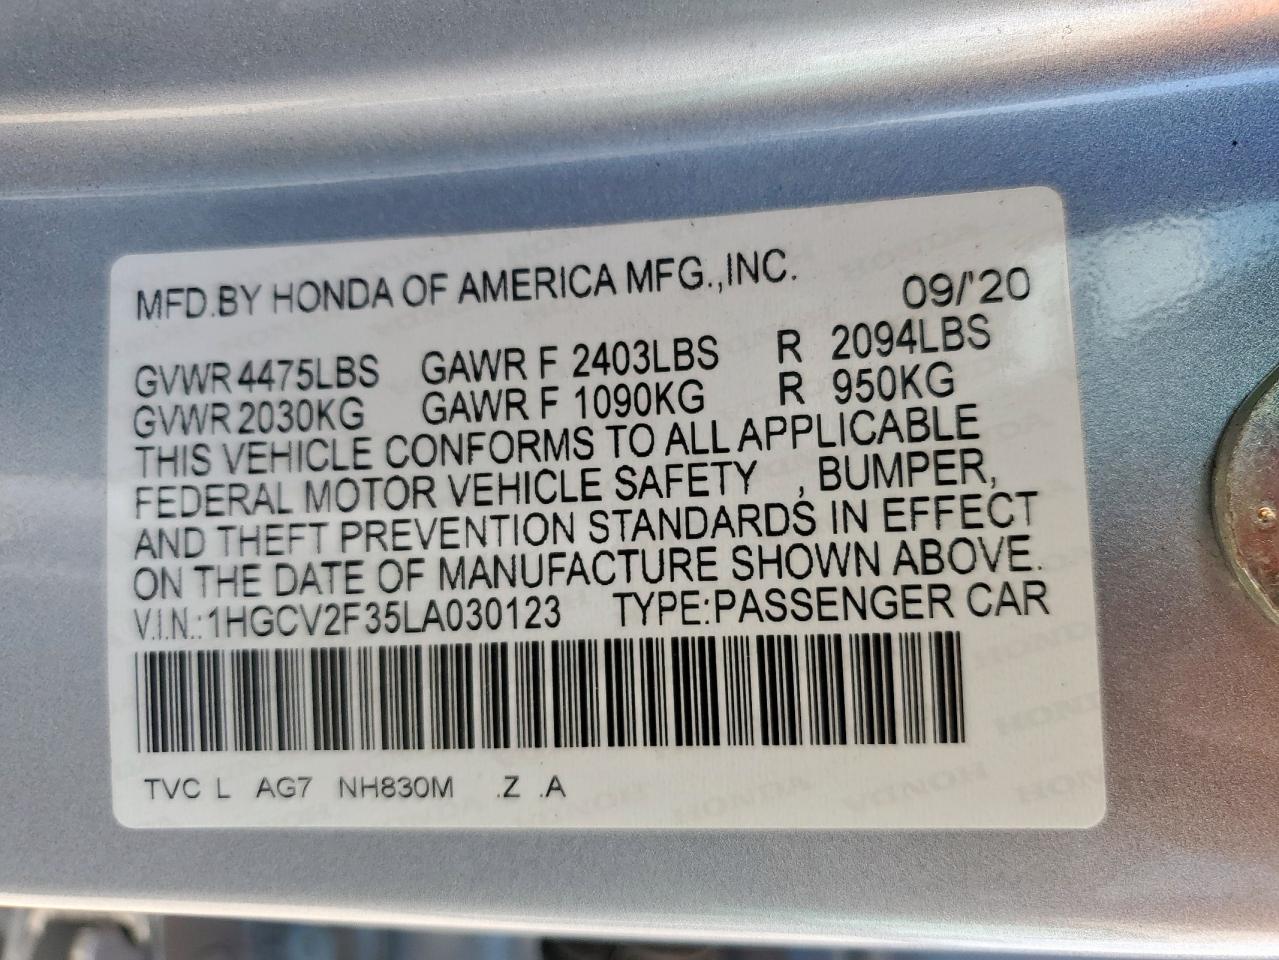 MFD.BY HONDA OF AMERICA MFG.,INC. 09/'20
GVWR 4475LBS GAWR F 2403LBS R 2094LBS
GVWR 2030KG GAWR F 1090KG R 950KG
THIS VEHICLE CONFORMS TO ALL APPLICABLE
FEDERAL MOTOR VEHICLE SAFETY , BUMPER,
AND THEFT PREVENTION STANDARDS IN EFFECT
ON THE DATE OF MANUFACTURE SHOWN ABOVE.
V.I.N.:1HGCV2F35LA030123 TYPE:PASSENGER CAR
TVC L AG7 NH830M .Z .A